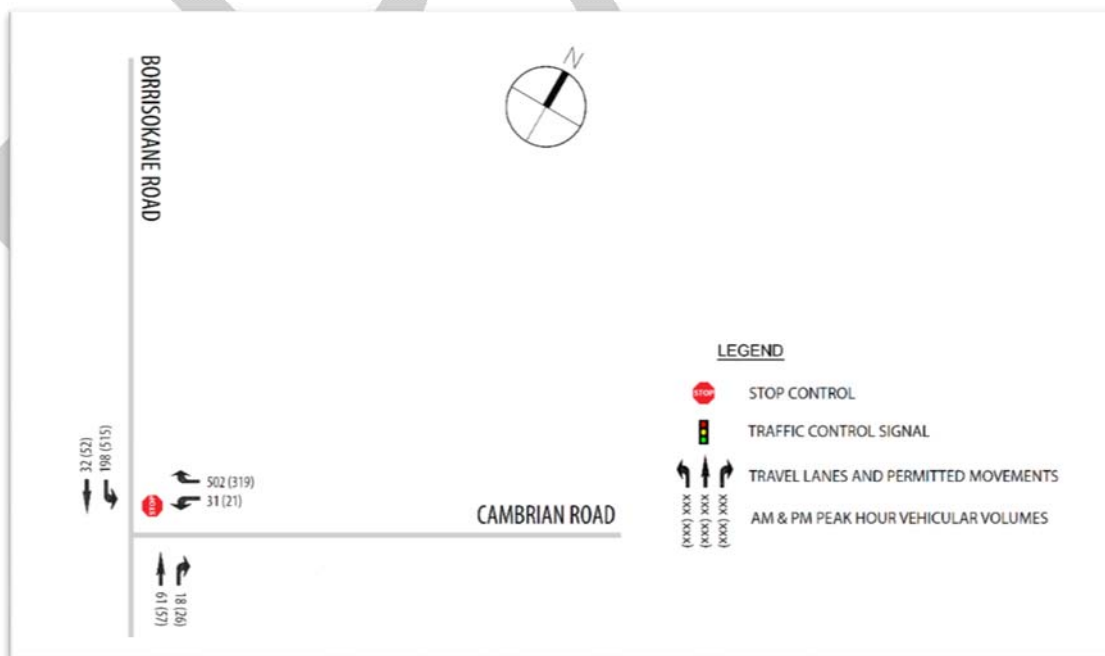 BORRISOKANE ROAD
N
32 (52)
198 (515)
502 (319)
31 (21)
STOP
CAMBRIAN ROAD
61 (57)
18 (26)
LEGEND
STOP
STOP CONTROL
TRAFFIC CONTROL SIGNAL
TRAVEL LANES AND PERMITTED MOVEMENTS
XXX (XXX)
XXX (XXX)
XXX (XXX)
AM & PM PEAK HOUR VEHICULAR VOLUMES